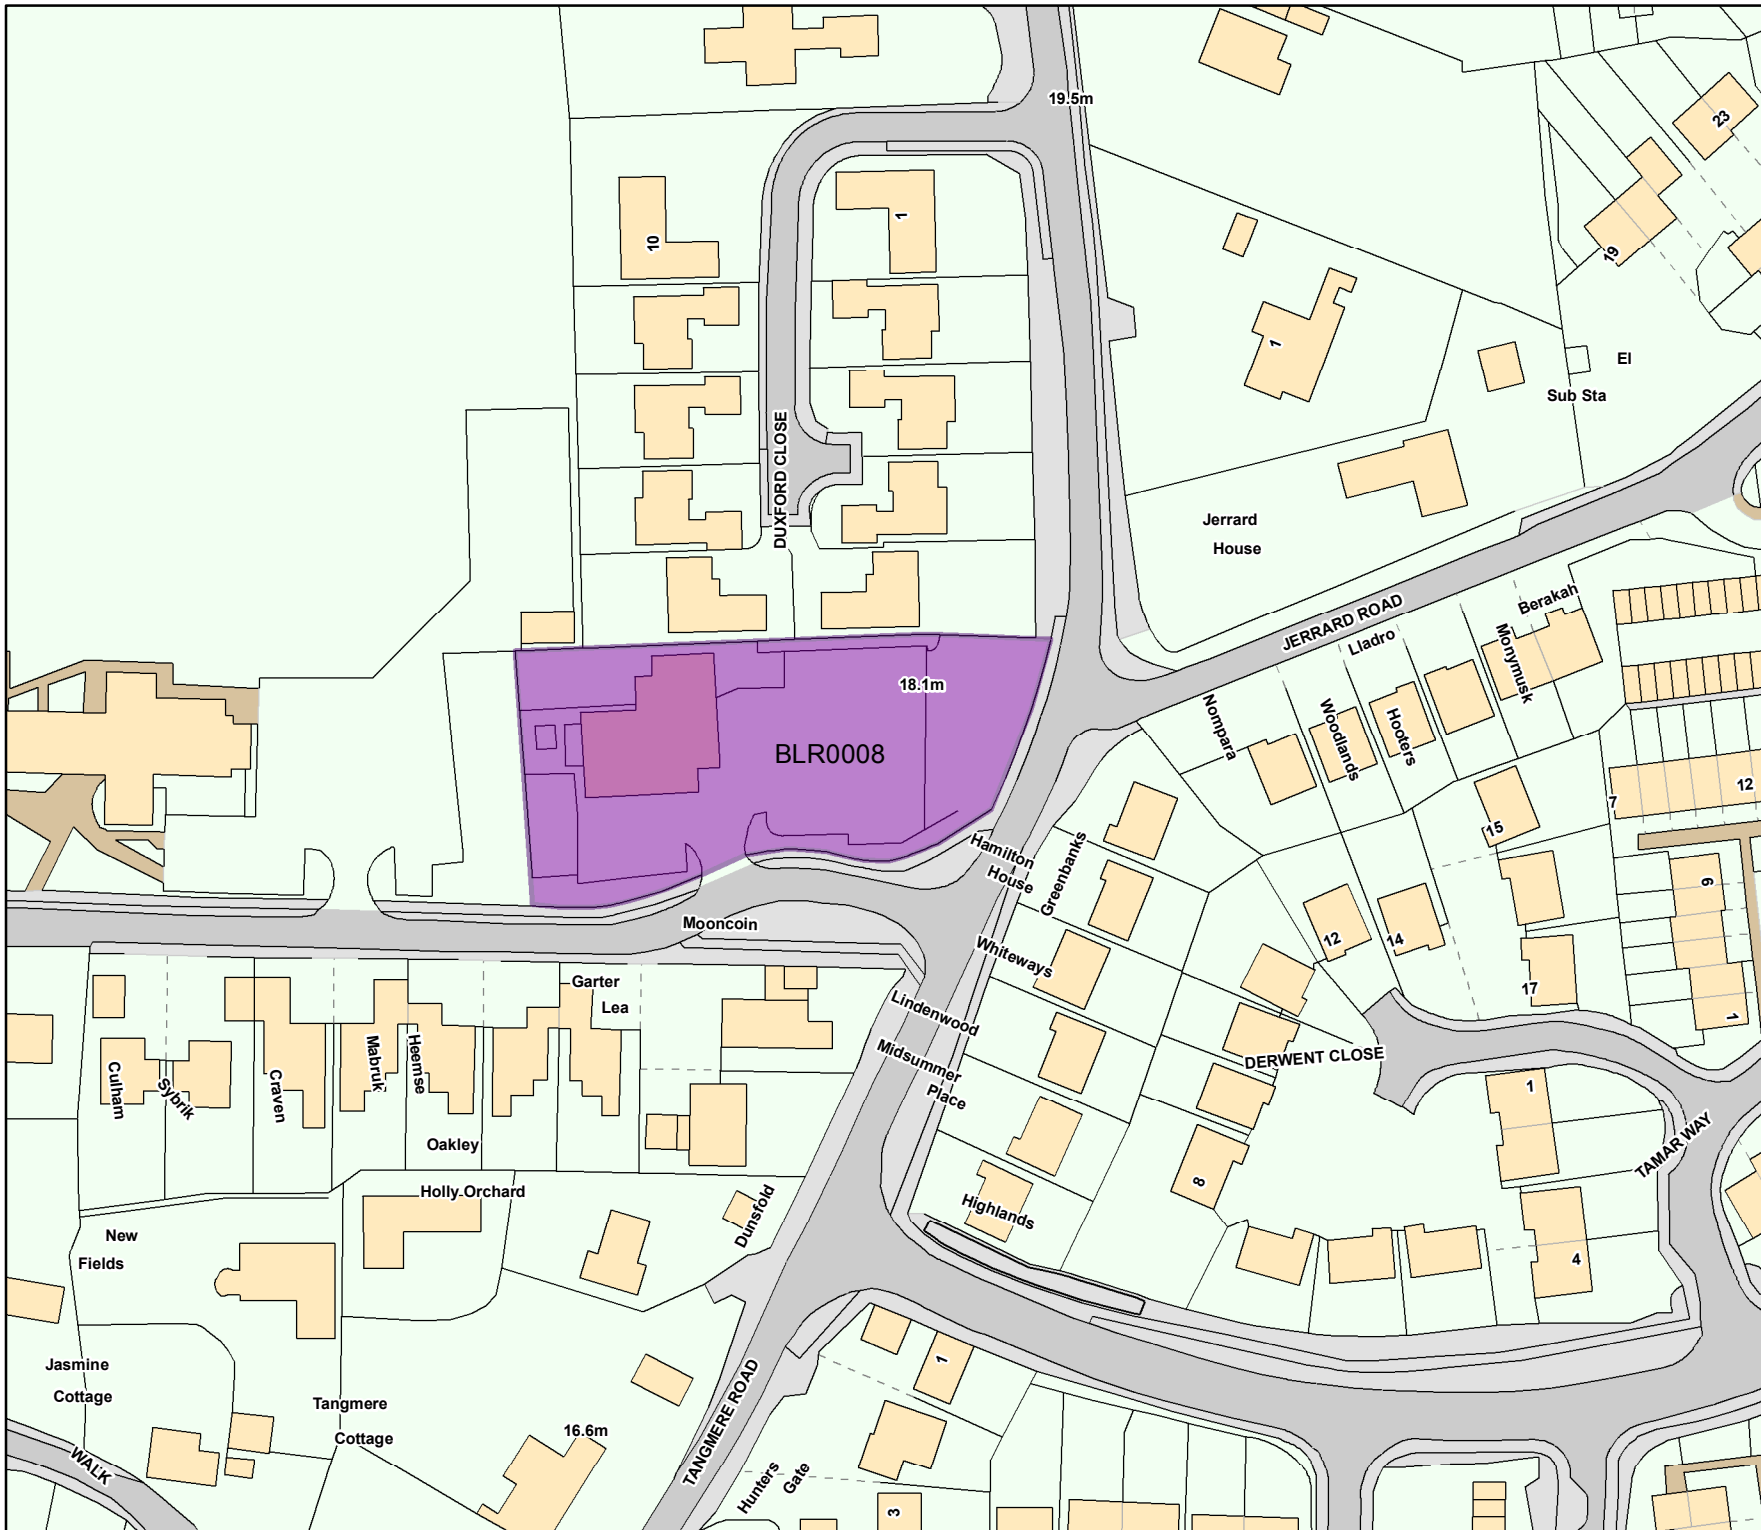 19.5m
23
10
1
19
1
El
Sub Sta
DUXFORD CLOSE
Jerrard
House
Berakah
JERRARD ROAD
Lladro
Monymusk
18.1m
Nompara
Woodlands
Hooters
BLR0008
7
12
15
Hamilton
House
Greenbanks
9
Mooncoin
12
14
Whiteways
Garter
Lea
17
Lindenwood
1
Midsummer
Place
DERWENT CLOSE
Culham
Sybrik
Craven
Mabruk
Heemse
1
Oakley
TAMAR WAY
8
Holly Orchard
Highlands
Dunsfold
New
Fields
4
Jasmine
Cottage
1
Tangmere
Cottage
16.6m
TANGMERE ROAD
WALK
Hunters
Gate
3